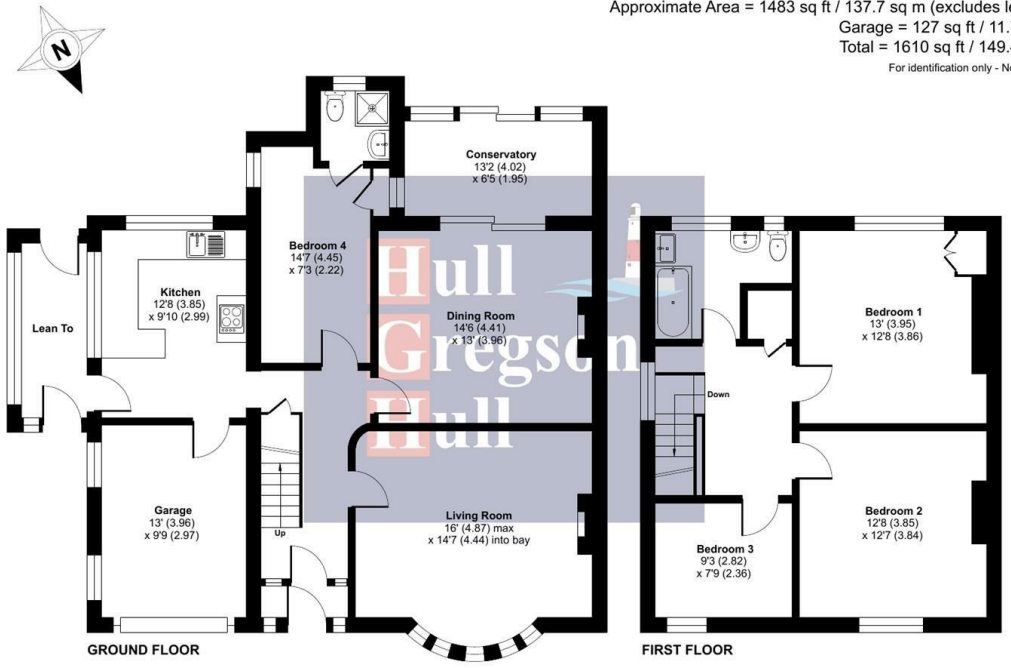 Approximate Area = 1483 sq ft / 137.7 sq m (excludes
Garage = 127 sq ft / 11.
Total = 1610 sq ft / 149.
For identification only -
N
Conservatory
13'2 (4.02)
x 6'5 (1.95)
Bedroom 4
14'7 (4.45)
x 7'3 (2.22)
Kitchen
12'8 (3.85)
x 9'10 (2.99)
Lean To
Hull
Gregson
Hull
Dining Room
14'6 (4.41)
x 13' (3.96)
Bedroom 1
13' (3.95)
x 12'8 (3.86)
Down
Garage
13' (3.96)
x 9'9 (2.97)
Up
Living Room
16' (4.87) max
x 14'7 (4.44) into bay
Bedroom 2
12'8 (3.85)
x 12'7 (3.84)
Bedroom 3
9'3 (2.82)
x 7'9 (2.36)
GROUND FLOOR
FIRST FLOOR